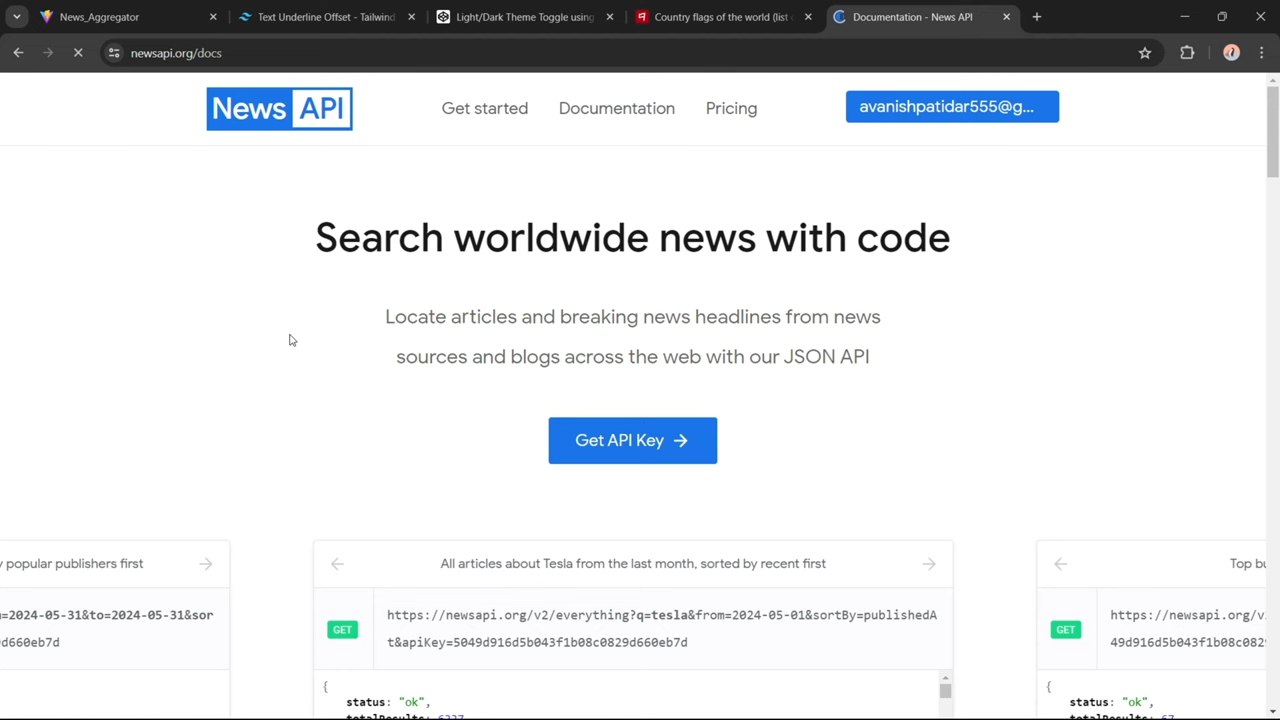 News_Aggregator
Text Underline Offset - Tailwind
Light/Dark Theme Toggle using
Country flags of the world (list
Documentation - News API
newsapi.org/docs
News API
Get started
Documentation
Pricing
avanishpatidar555@g...
Search worldwide news with code
Locate articles and breaking news headlines from news
sources and blogs across the web with our JSON API
Get API Key →
y popular publishers first
=2024-05-31&to=2024-05-31&sor
d660eb7d
All articles about Tesla from the last month, sorted by recent first
GET
https://newsapi.org/v2/everything?q=tesla&from=2024-05-01&sortBy=publishedA
t&apiKey=5049d916d5b043f1b08c0829d660eb7d
{
status: "ok",
Top bu
GET
https://newsapi.org/v
49d916d5b043f1b08c082
{
status: "ok",